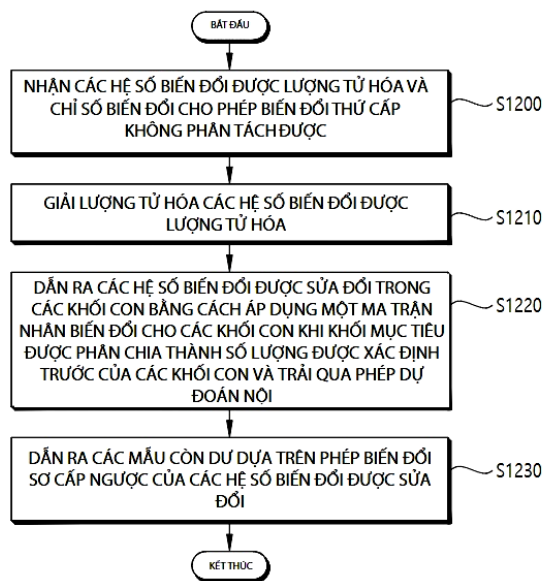 BẮT ĐẦU
NHẬN CÁC HỆ SỐ BIẾN ĐỔI ĐƯỢC LƯỢNG TỬ HÓA VÀ
CHỈ SỐ BIẾN ĐỔI CHO PHÉP BIẾN ĐỔI THỨ CẤP
KHÔNG PHÂN TÁCH ĐƯỢC
S1200
GIẢI LƯỢNG TỬ HÓA CÁC HỆ SỐ BIẾN ĐỔI ĐƯỢC
LƯỢNG TỬ HÓA
S1210
DẪN RA CÁC HỆ SỐ BIẾN ĐỔI ĐƯỢC SỬA ĐỔI TRONG
CÁC KHỐI CON BẰNG CÁCH ÁP DỤNG MỘT MA TRẬN
NHÂN BIẾN ĐỔI CHO CÁC KHỐI CON KHI KHỐI MỤC TIÊU
ĐƯỢC PHÂN CHIA THÀNH SỐ LƯỢNG ĐƯỢC XÁC ĐỊNH
TRƯỚC CỦA CÁC KHỐI CON VÀ TRẢI QUA PHÉP DỰ
ĐOÁN NỘI
S1220
DẪN RA CÁC MẪU CÒN DƯ DỰA TRÊN PHÉP BIẾN ĐỔI
SƠ CẤP NGƯỢC CỦA CÁC HỆ SỐ BIẾN ĐỔI ĐƯỢC SỬA
ĐỔI
S1230
KẾT THÚC